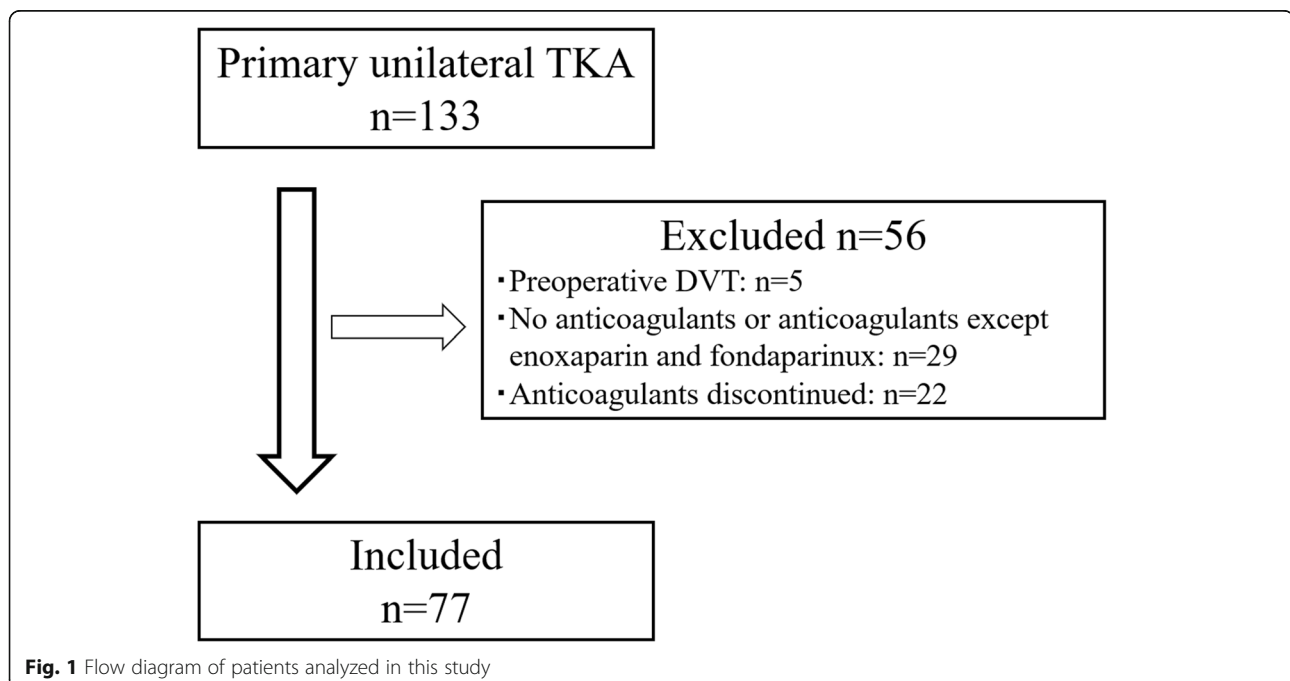 Primary unilateral TKA
n=133
Excluded n=56
・Preoperative DVT: n=5
・No anticoagulants or anticoagulants except
enoxaparin and fondaparinux: n=29
・Anticoagulants discontinued: n=22
Included
n=77
Fig. 1 Flow diagram of patients analyzed in this study